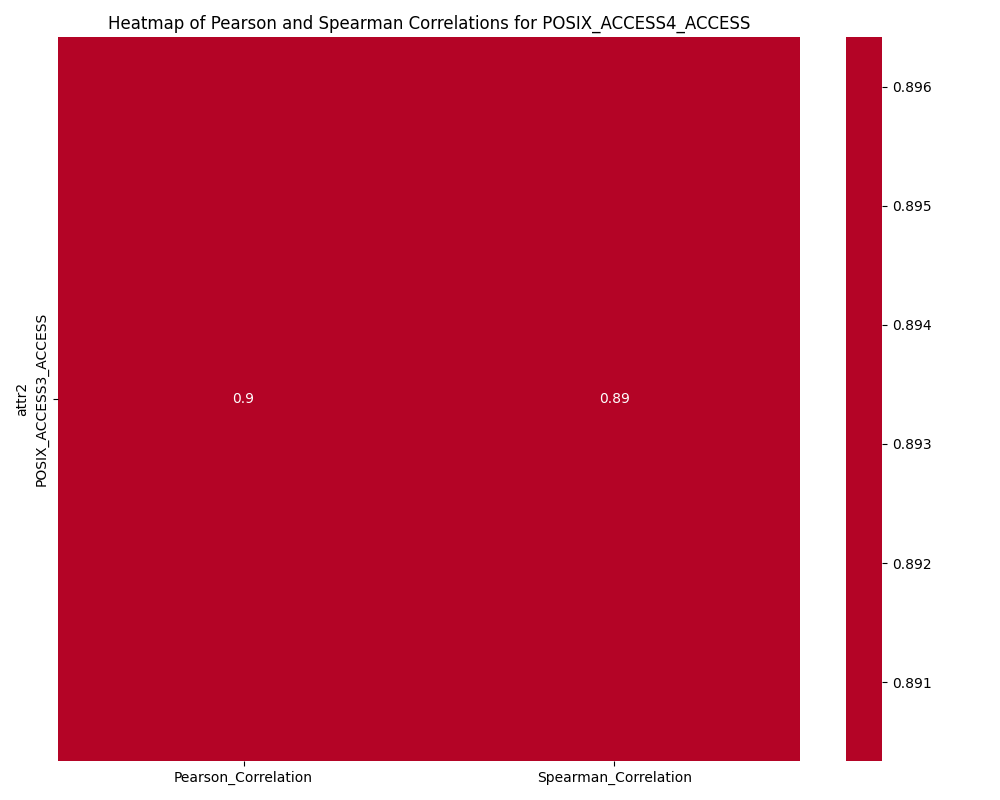 Heatmap of Pearson and Spearman Correlations for POSIX_ACCESS4_ACCESS
attr2
POSIX_ACCESS3_ACCESS
0.9
0.89
Pearson_Correlation
Spearman_Correlation
0.896
0.895
0.894
0.893
0.892
0.891